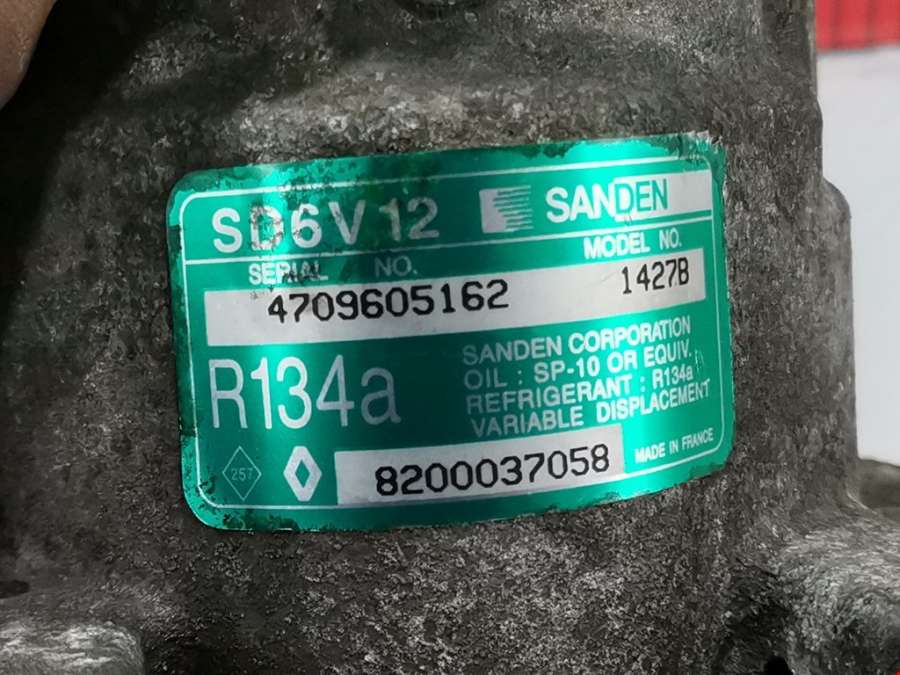 SD6V12 SANDEN
SERIAL NO. MODEL NO.
4709605162 1427B
R134a
SANDEN CORPORATION
OIL : SP-10 OR EQUIV.
REFRIGERANT : R134a
VARIABLE DISPLACEMENT
257 8200037058 MADE IN FRANCE